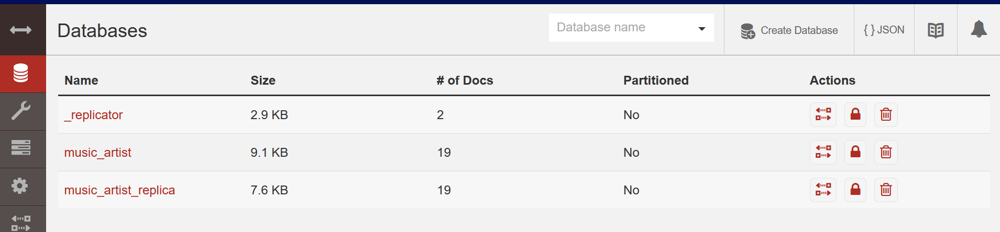 Databases
Database name
Create Database
{ } JSON
Name Size # of Docs Partitioned Actions
_replicator 2.9 KB 2 No
music_artist 9.1 KB 19 No
music_artist_replica 7.6 KB 19 No